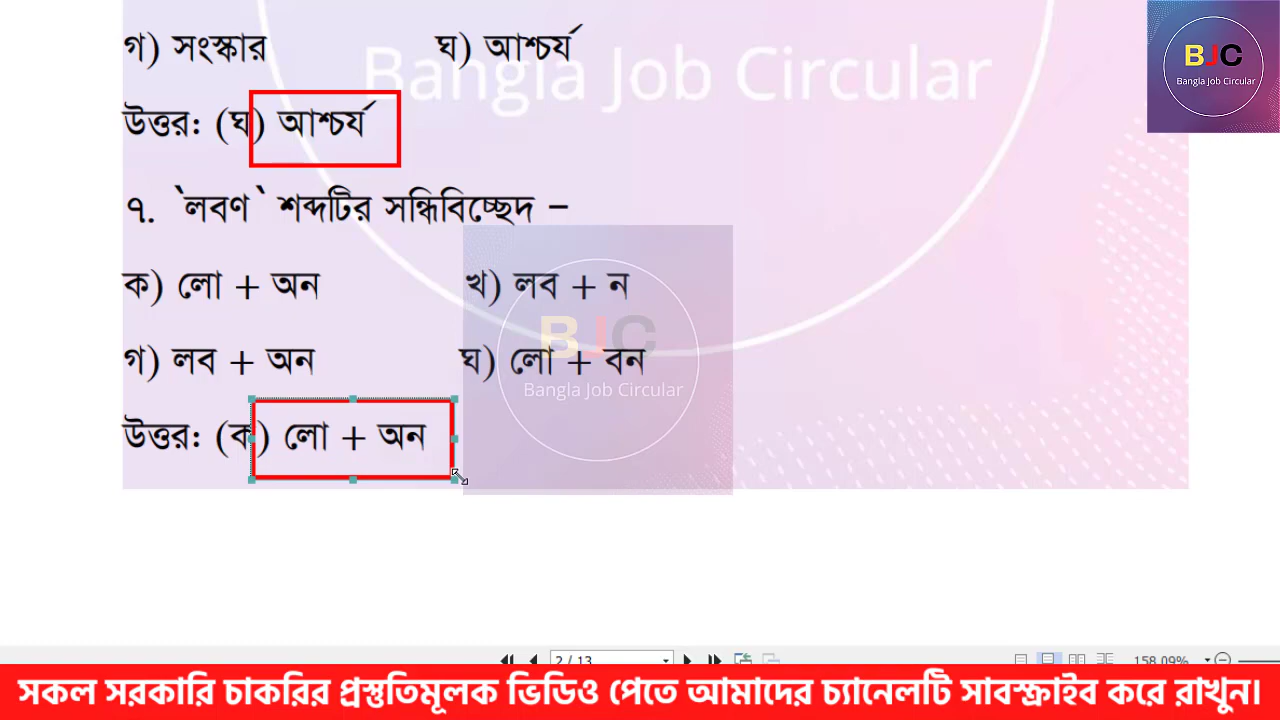 গ) সংস্কার ঘ) আশ্চর্য
Bangla Job Circular
BJC
Bangla Job Circular
উত্তরঃ (ঘ) আশ্চর্য
৭. `লবণ` শব্দটির সন্ধিবিচ্ছেদ –
ক) লো + অন খ) লব + ন
গ) লব + অন ঘ) লো + বন
BJC
Bangla Job Circular
উত্তরঃ (ক) লো + অন
2 / 13 158.09%
সকল সরকারি চাকরির প্রস্তুতিমূলক ভিডিও পেতে আমাদের চ্যানেলটি সাবস্ক্রাইব করে রাখুন।